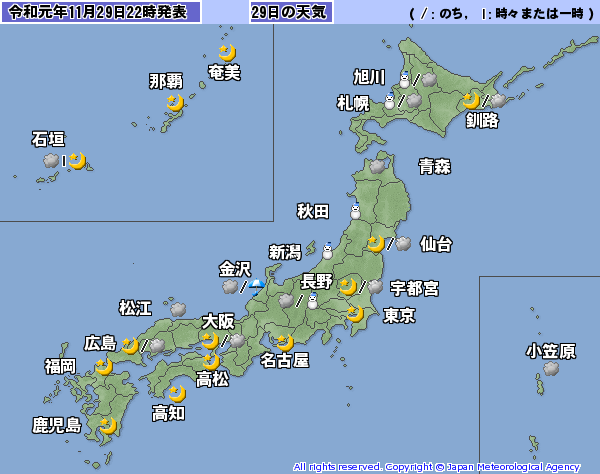 令和元年11月29日22時発表 29日の天気 ( / : のち, | : 時々または一時 )
奄美
那覇
旭川
札幌
釧路
石垣
青森
秋田
仙台
新潟
金沢
長野
宇都宮
松江
大阪
東京
広島
名古屋
小笠原
福岡
高松
高知
鹿児島
All rights reserved. Copyright © Japan Meteorological Agency